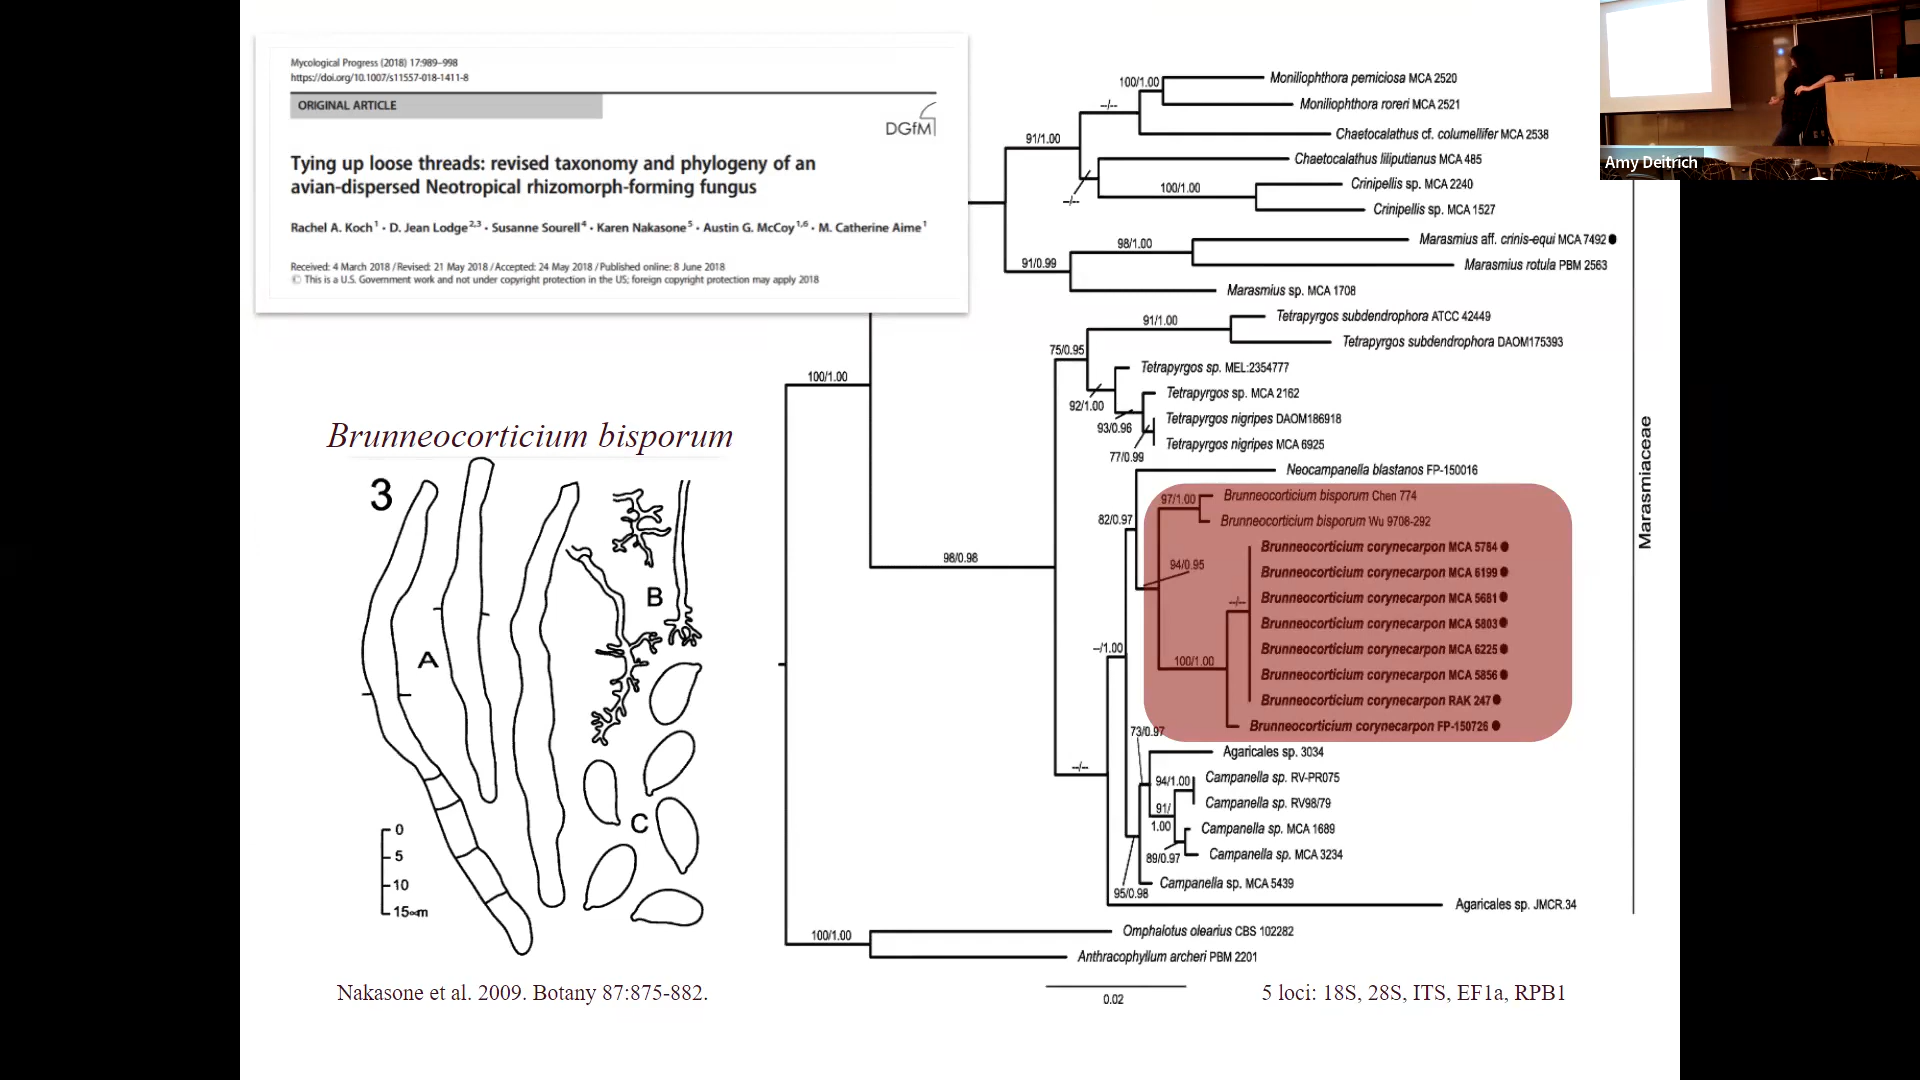 Mycological Progress (2018) 17:989–998
https://doi.org/10.1007/s11557-018-1411-8
ORIGINAL ARTICLE
DGfM
Tying up loose threads: revised taxonomy and phylogeny of an
avian-dispersed Neotropical rhizomorph-forming fungus
Rachel A. Koch1 · D. Jean Lodge2,3 · Susanne Sourell4 · Karen Nakasone5 · Austin G. McCoy1,6 · M. Catherine Aime1
Received: 4 March 2018 / Revised: 21 May 2018 / Accepted: 24 May 2018 / Published online: 8 June 2018
© This is a U.S. Government work and not under copyright protection in the US; foreign copyright protection may apply 2018
Brunneocorticium bisporum
3
A
B
C
0
5
10
15
Nakasone et al. 2009. Botany 87:875-882.
100/1.00
Moniliophthora perniciosa MCA 2520
--/--
Moniliophthora roreri MCA 2521
91/1.00
Chaetocalathus cf. columellifer MCA 2538
Chaetocalathus liliputianus MCA 485
100/1.00
Crinipellis sp. MCA 2240
--/--
Crinipellis sp. MCA 1527
98/1.00
Marasmius aff. crinis-equi MCA 7492
91/0.99
Marasmius rotula PBM 2563
Marasmius sp. MCA 1708
91/1.00
Tetrapyrgos subdendrophora ATCC 42449
75/0.95
Tetrapyrgos subdendrophora DAOM175393
Tetrapyrgos sp. MEL:2354777
100/1.00
92/1.00
Tetrapyrgos sp. MCA 2162
93/0.96
Tetrapyrgos nigripes DAOM186918
77/0.99
Tetrapyrgos nigripes MCA 6925
Neocampanella blastanos FP-150016
97/1.00
Brunneocorticium bisporum Chen 774
82/0.97
Brunneocorticium bisporum Wu 9708-292
98/0.98
94/0.95
Brunneocorticium corynecarpon MCA 5784
Brunneocorticium corynecarpon MCA 6199
--/--
Brunneocorticium corynecarpon MCA 5681
Brunneocorticium corynecarpon MCA 5803
--/1.00
100/1.00
Brunneocorticium corynecarpon MCA 6225
Brunneocorticium corynecarpon MCA 5856
Brunneocorticium corynecarpon RAK 247
Brunneocorticium corynecarpon FP-150726
73/0.97
Agaricales sp. 3034
--/--
94/1.00
Campanella sp. RV-PR075
91/
1.00
Campanella sp. RV98/79
Campanella sp. MCA 1689
89/0.97
Campanella sp. MCA 3234
95/0.98
Campanella sp. MCA 5439
Agaricales sp. JMCR.34
100/1.00
Omphalotus olearius CBS 102282
Anthracophyllum archeri PBM 2201
0.02
Marasmiaceae
5 loci: 18S, 28S, ITS, EF1a, RPB1
Amy Deitrich